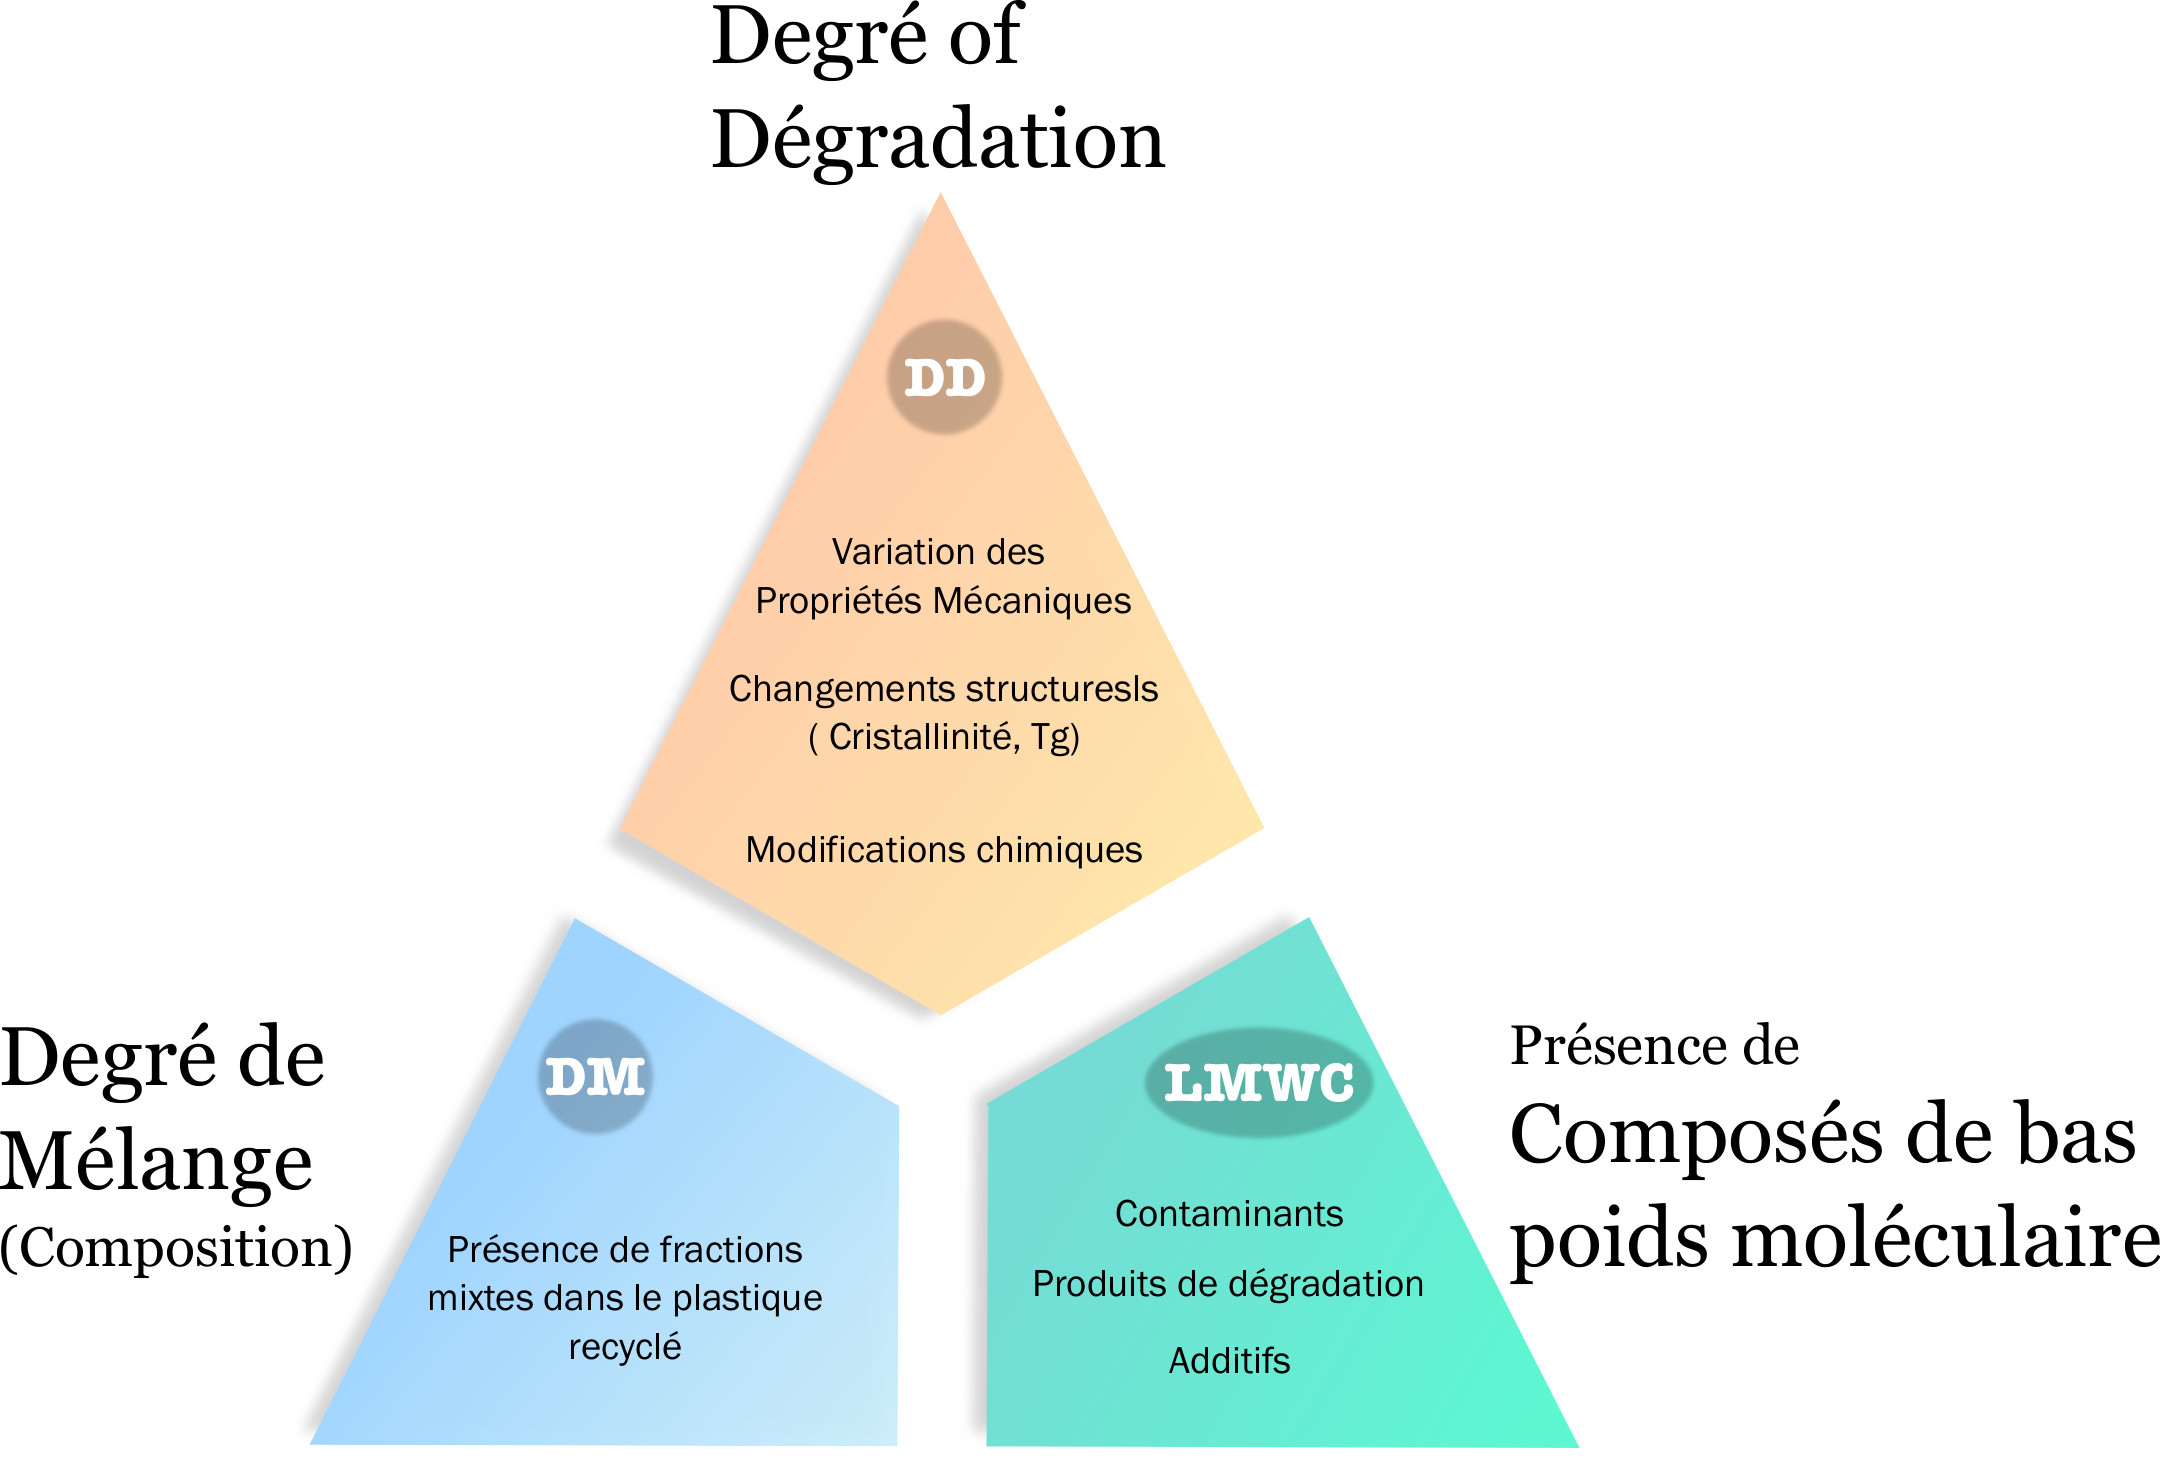 Degré of
Dégradation
DD
Variation des
Propriétés Mécaniques
Changements structuresls
( Cristallinité, Tg)
Modifications chimiques
Degré de
Mélange
(Composition)
DM
Présence de fractions
mixtes dans le plastique
recyclé
LMWC
Contaminants
Produits de dégradation
Additifs
Présence de
Composés de bas
poids moléculaire